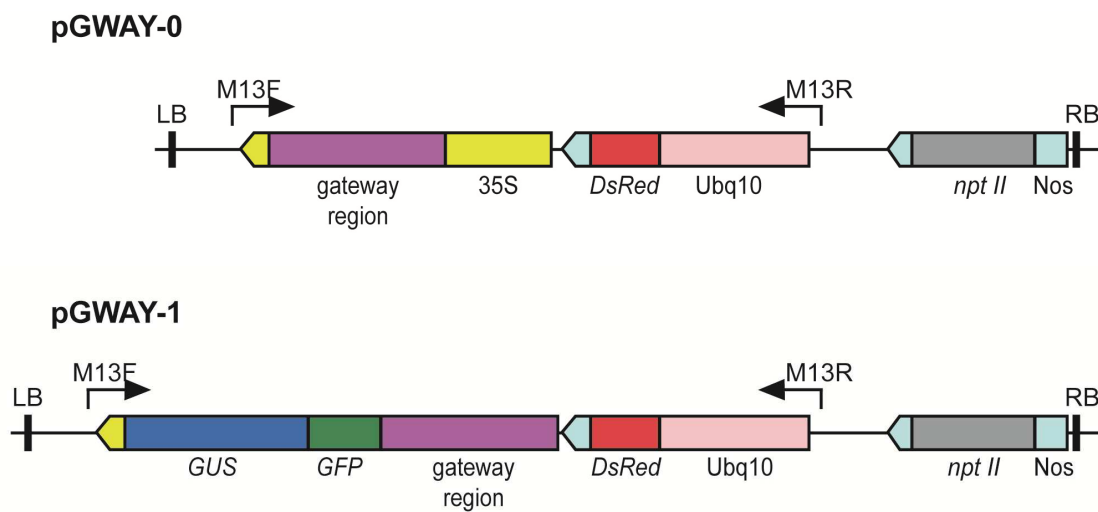 pGWAY-0
M13F
M13R
LB
RB
gateway
region
35S
DsRed
Ubq10
npt II
Nos
pGWAY-1
M13F
M13R
LB
RB
GUS
GFP
gateway
region
DsRed
Ubq10
npt II
Nos